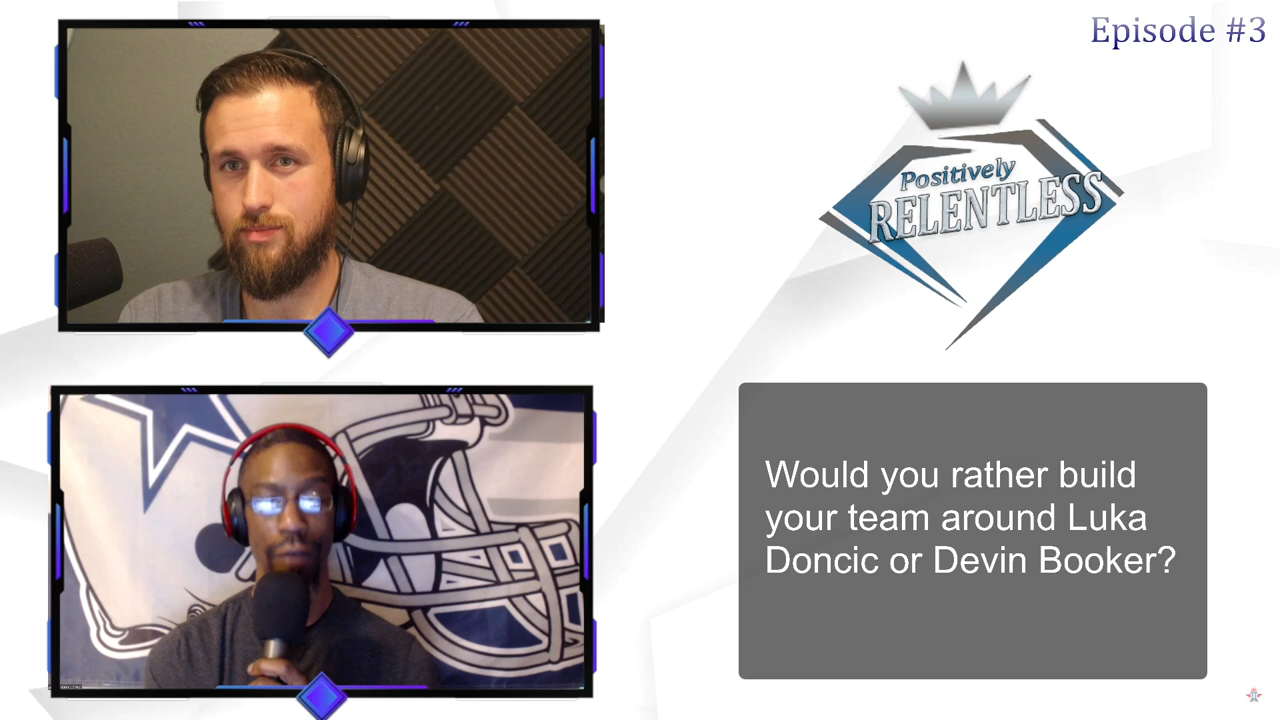 Episode #3
Positively
RELENTLESS
Would you rather build
your team around Luka
Doncic or Devin Booker?